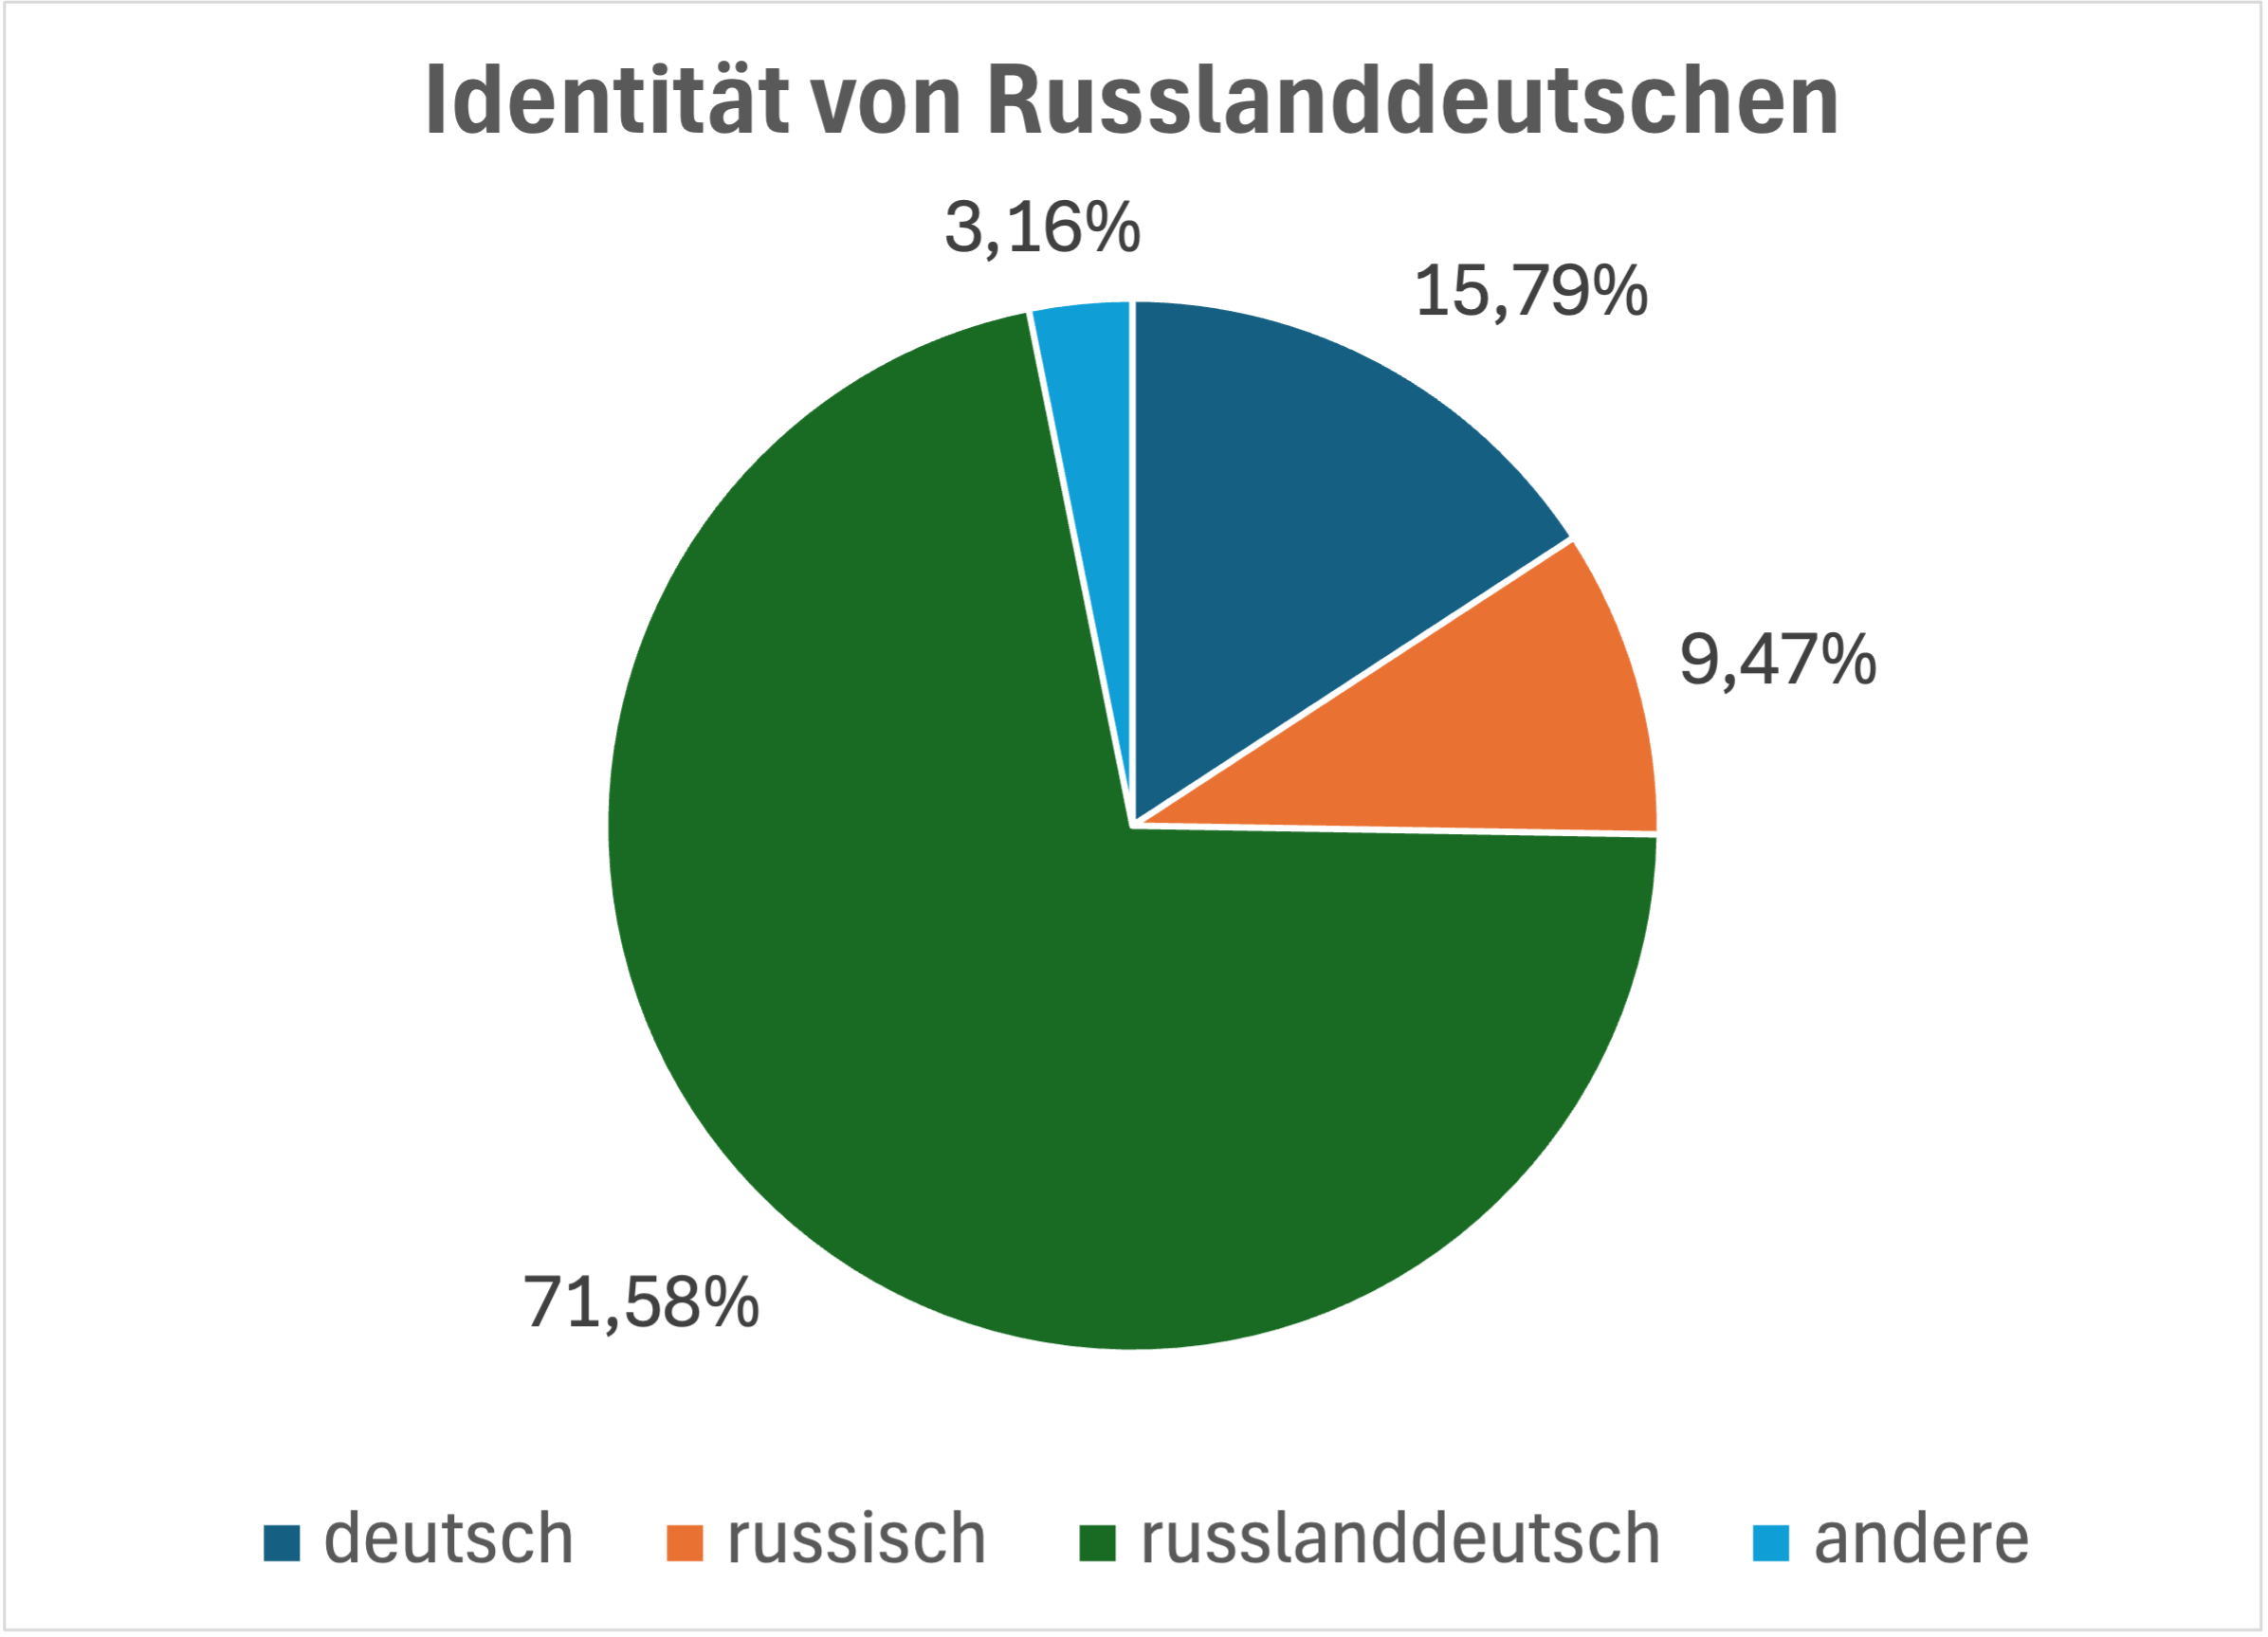 Identität von Russlanddeutschen
3,16%
15,79%
9,47%
71,58%
deutsch russisch russlanddeutsch andere